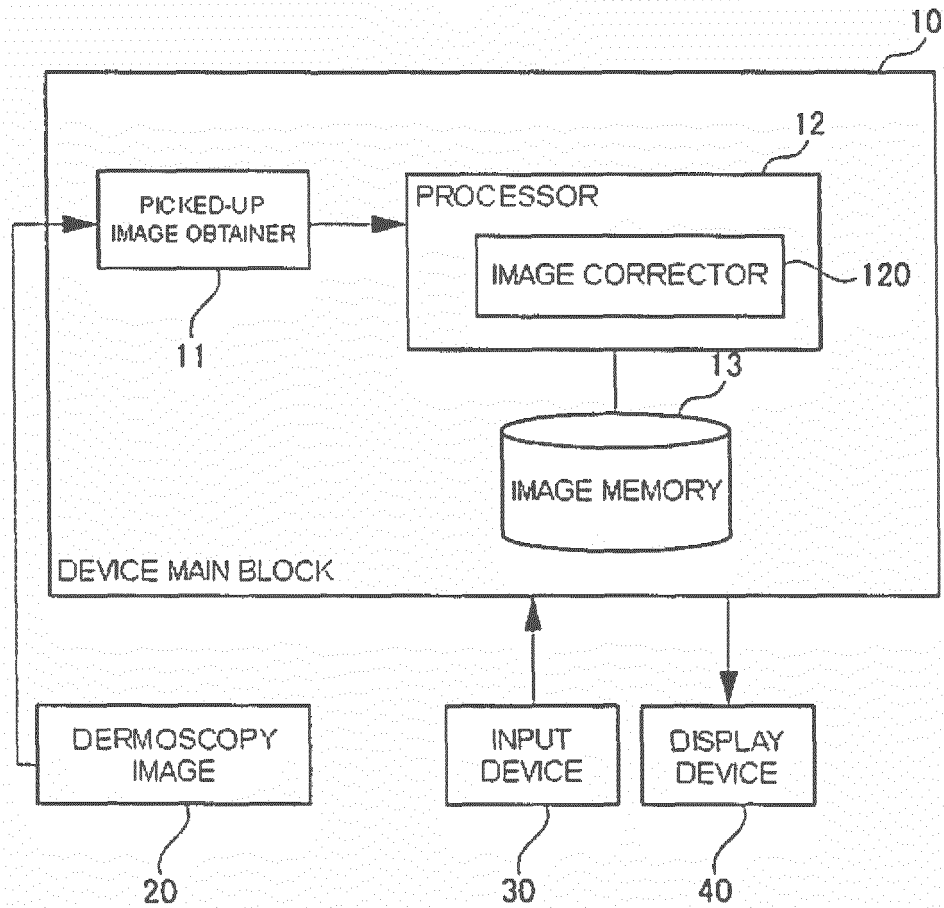 10
12
PICKED-UP
IMAGE OBTAINER
PROCESSOR
IMAGE CORRECTOR
120
11
13
IMAGE MEMORY
DEVICE MAIN BLOCK
DERMOSCOPY
IMAGE
INPUT
DEVICE
DISPLAY
DEVICE
20
30
40